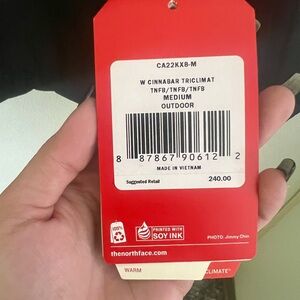 CA22KX8-M
W CINNABAR TRICLIMAT
TNFB/TNFB/TNFB
MEDIUM
OUTDOOR
8 87867 90612 2
MADE IN VIETNAM
Suggested Retail 240.00
100%
PRINTED WITH
SOY INK
PHOTO: Jimmy Chin
thenorthface.com
WARM
CLIMATE®